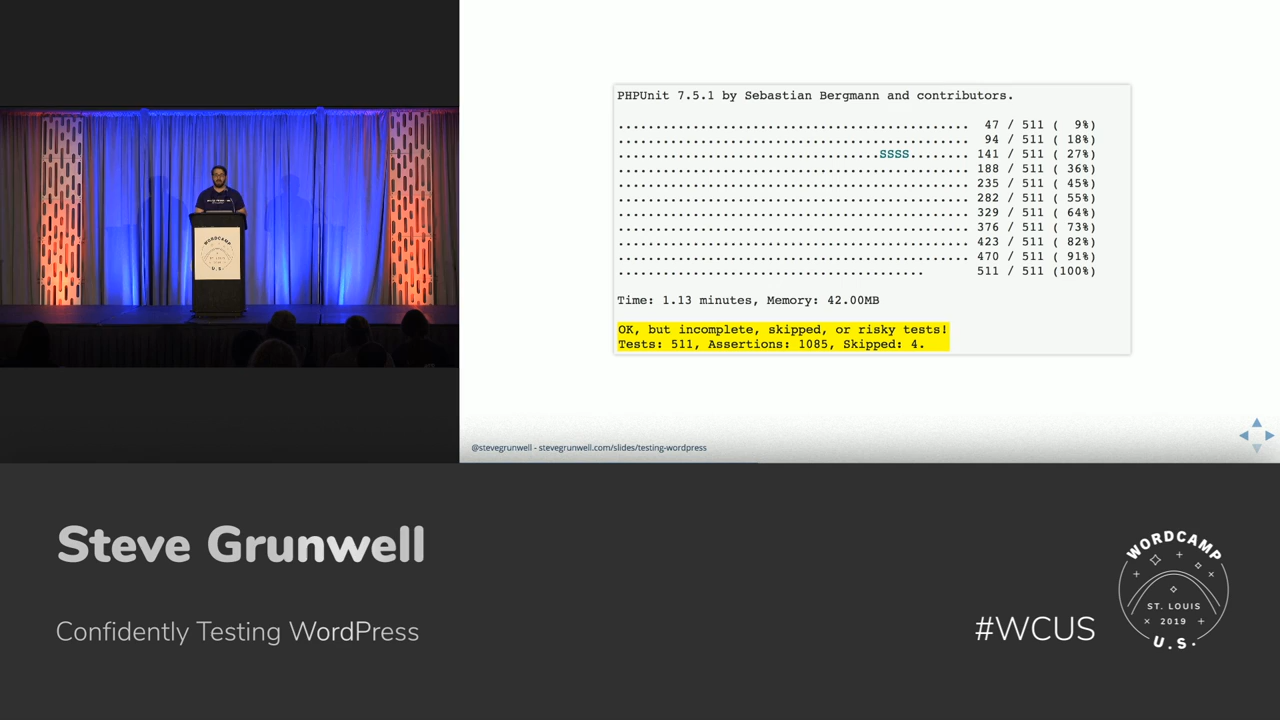 PHPUnit 7.5.1 by Sebastian Bergmann and contributors.
............................................... 47 / 511 (  9%)
............................................... 94 / 511 ( 18%)
...................................SSSS........ 141 / 511 ( 27%)
............................................... 188 / 511 ( 36%)
............................................... 235 / 511 ( 45%)
............................................... 282 / 511 ( 55%)
............................................... 329 / 511 ( 64%)
............................................... 376 / 511 ( 73%)
............................................... 423 / 511 ( 82%)
............................................... 470 / 511 ( 91%)
......................................... 511 / 511 (100%)
Time: 1.13 minutes, Memory: 42.00MB
OK, but incomplete, skipped, or risky tests!
Tests: 511, Assertions: 1085, Skipped: 4.
@stevegrunwell - stevegrunwell.com/slides/testing-wordpress
WORDCAMP
U.S.
Steve Grunwell
Confidently Testing WordPress
#WCUS
WORDCAMP
ST. LOUIS
2019
U.S.